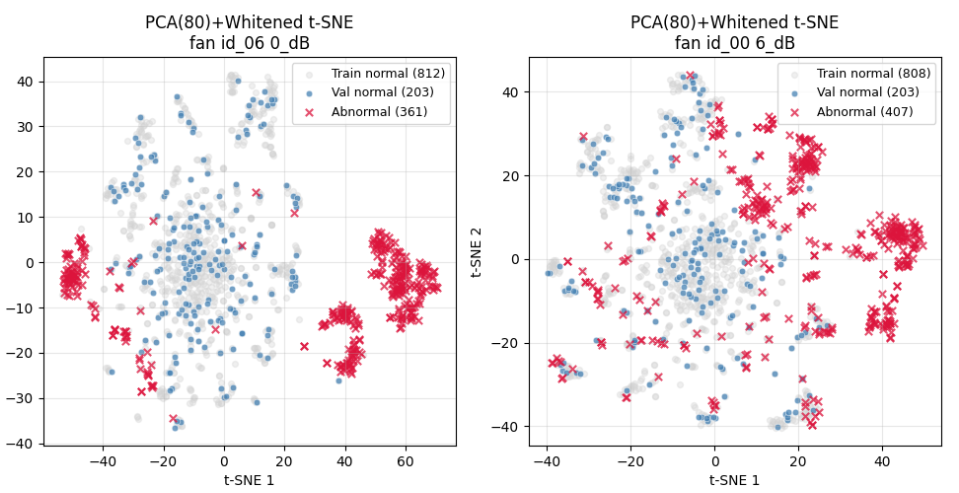 PCA(80)+Whitened t-SNE
fan id_06 0_dB
Train normal (812)
Val normal (203)
Abnormal (361)
40
30
20
10
0
−10
−20
−30
−40
−40
−20
0
20
40
60
t-SNE 1
PCA(80)+Whitened t-SNE
fan id_00 6_dB
Train normal (808)
Val normal (203)
Abnormal (407)
t-SNE 2
40
20
0
−20
−40
−40
−20
0
20
40
t-SNE 1